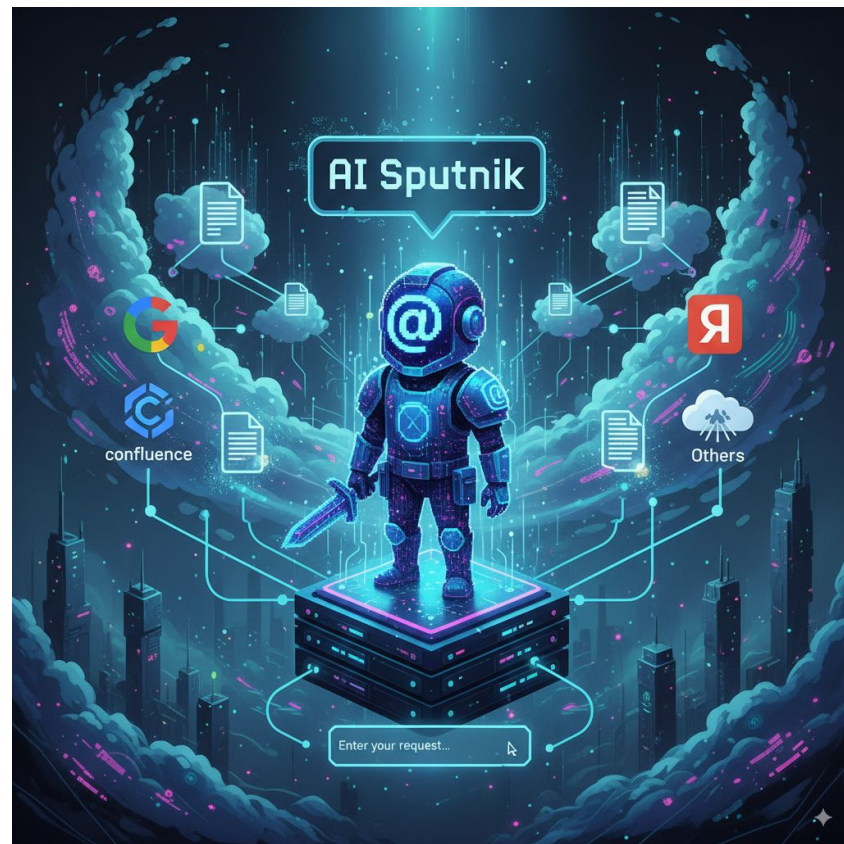 AI Sputnik
@
@
G
Я
C
confluence
Others
Enter your request...